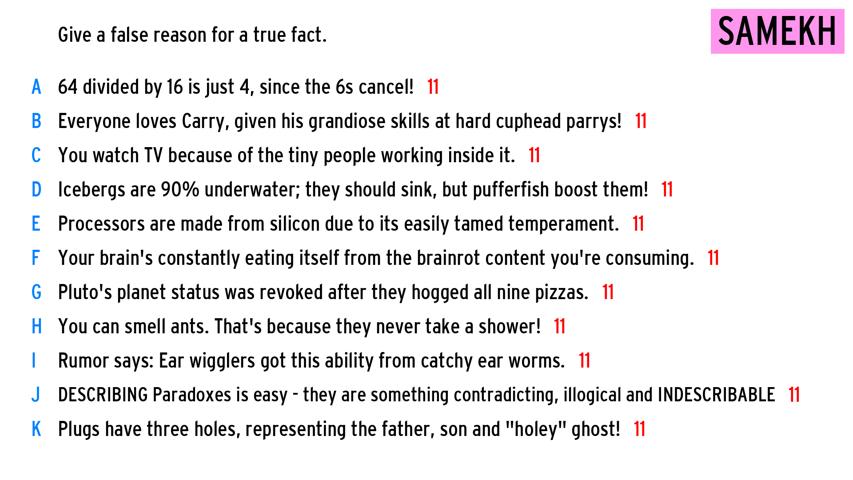 Give a false reason for a true fact.
SAMEKH
A 64 divided by 16 is just 4, since the 6s cancel! 11
B Everyone loves Carry, given his grandiose skills at hard cuphead parrys! 11
C You watch TV because of the tiny people working inside it. 11
D Icebergs are 90% underwater; they should sink, but pufferfish boost them! 11
E Processors are made from silicon due to its easily tamed temperament. 11
F Your brain's constantly eating itself from the brainrot content you're consuming. 11
G Pluto's planet status was revoked after they hogged all nine pizzas. 11
H You can smell ants. That's because they never take a shower! 11
I Rumor says: Ear wigglers got this ability from catchy ear worms. 11
J DESCRIBING Paradoxes is easy - they are something contradicting, illogical and INDESCRIBABLE 11
K Plugs have three holes, representing the father, son and "holey" ghost! 11